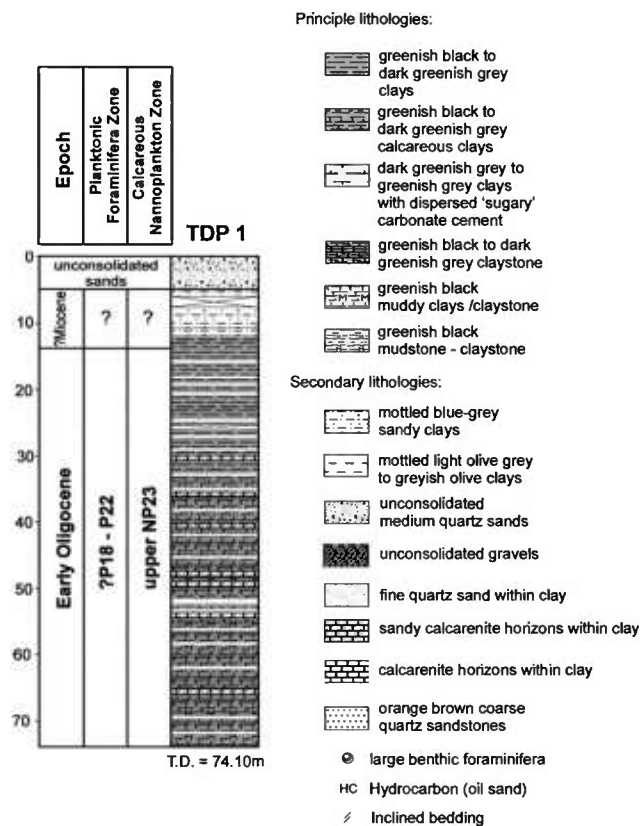 Principle lithologies:
greenish black to
dark greenish grey
clays
greenish black to
dark greenish grey
calcareous clays
dark greenish grey to
greenish grey clays
with dispersed 'sugary'
carbonate cement
greenish black to dark
greenish grey claystone
greenish black
muddy clays /claystone
greenish black
mudstone - claystone
Secondary lithologies:
mottled blue-grey
sandy clays
mottled light olive grey
to greyish olive clays
unconsolidated
medium quartz sands
unconsolidated gravels
fine quartz sand within clay
sandy calcarenite horizons within clay
calcarenite horizons within clay
orange brown coarse
quartz sandstones
large benthic foraminifera
HC Hydrocarbon (oil sand)
Inclined bedding
Epoch
Planktonic
Foraminifera Zone
Calcareous
Nannoplankton Zone
TDP 1
0
10
20
30
40
50
60
70
unconsolidated
sands
?Miocene
?
?
Early Oligocene
?P18 - P22
upper NP23
T.D. = 74.10m